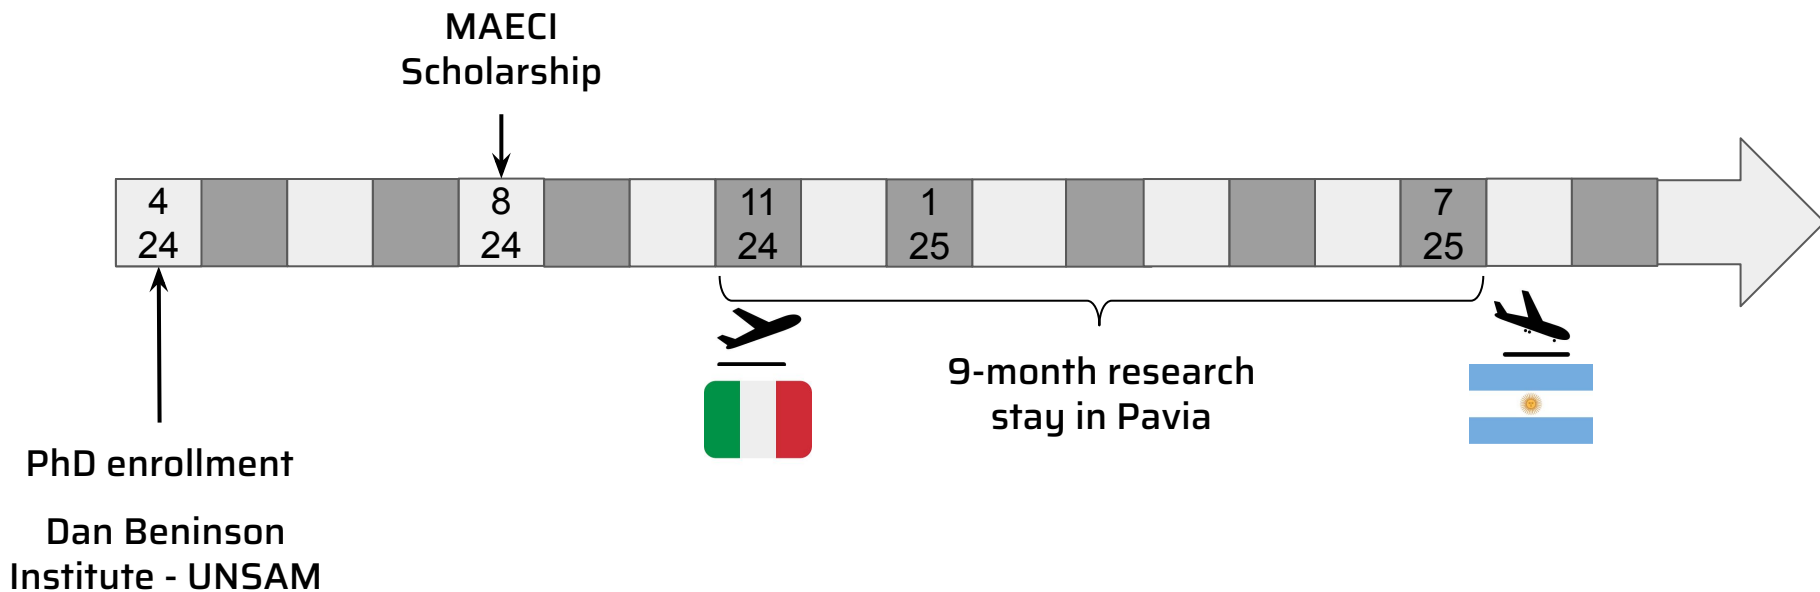 MAECI
Scholarship
4
24
8
24
11
24
1
25
7
25
9-month research
stay in Pavia
PhD enrollment
Dan Beninson
Institute - UNSAM